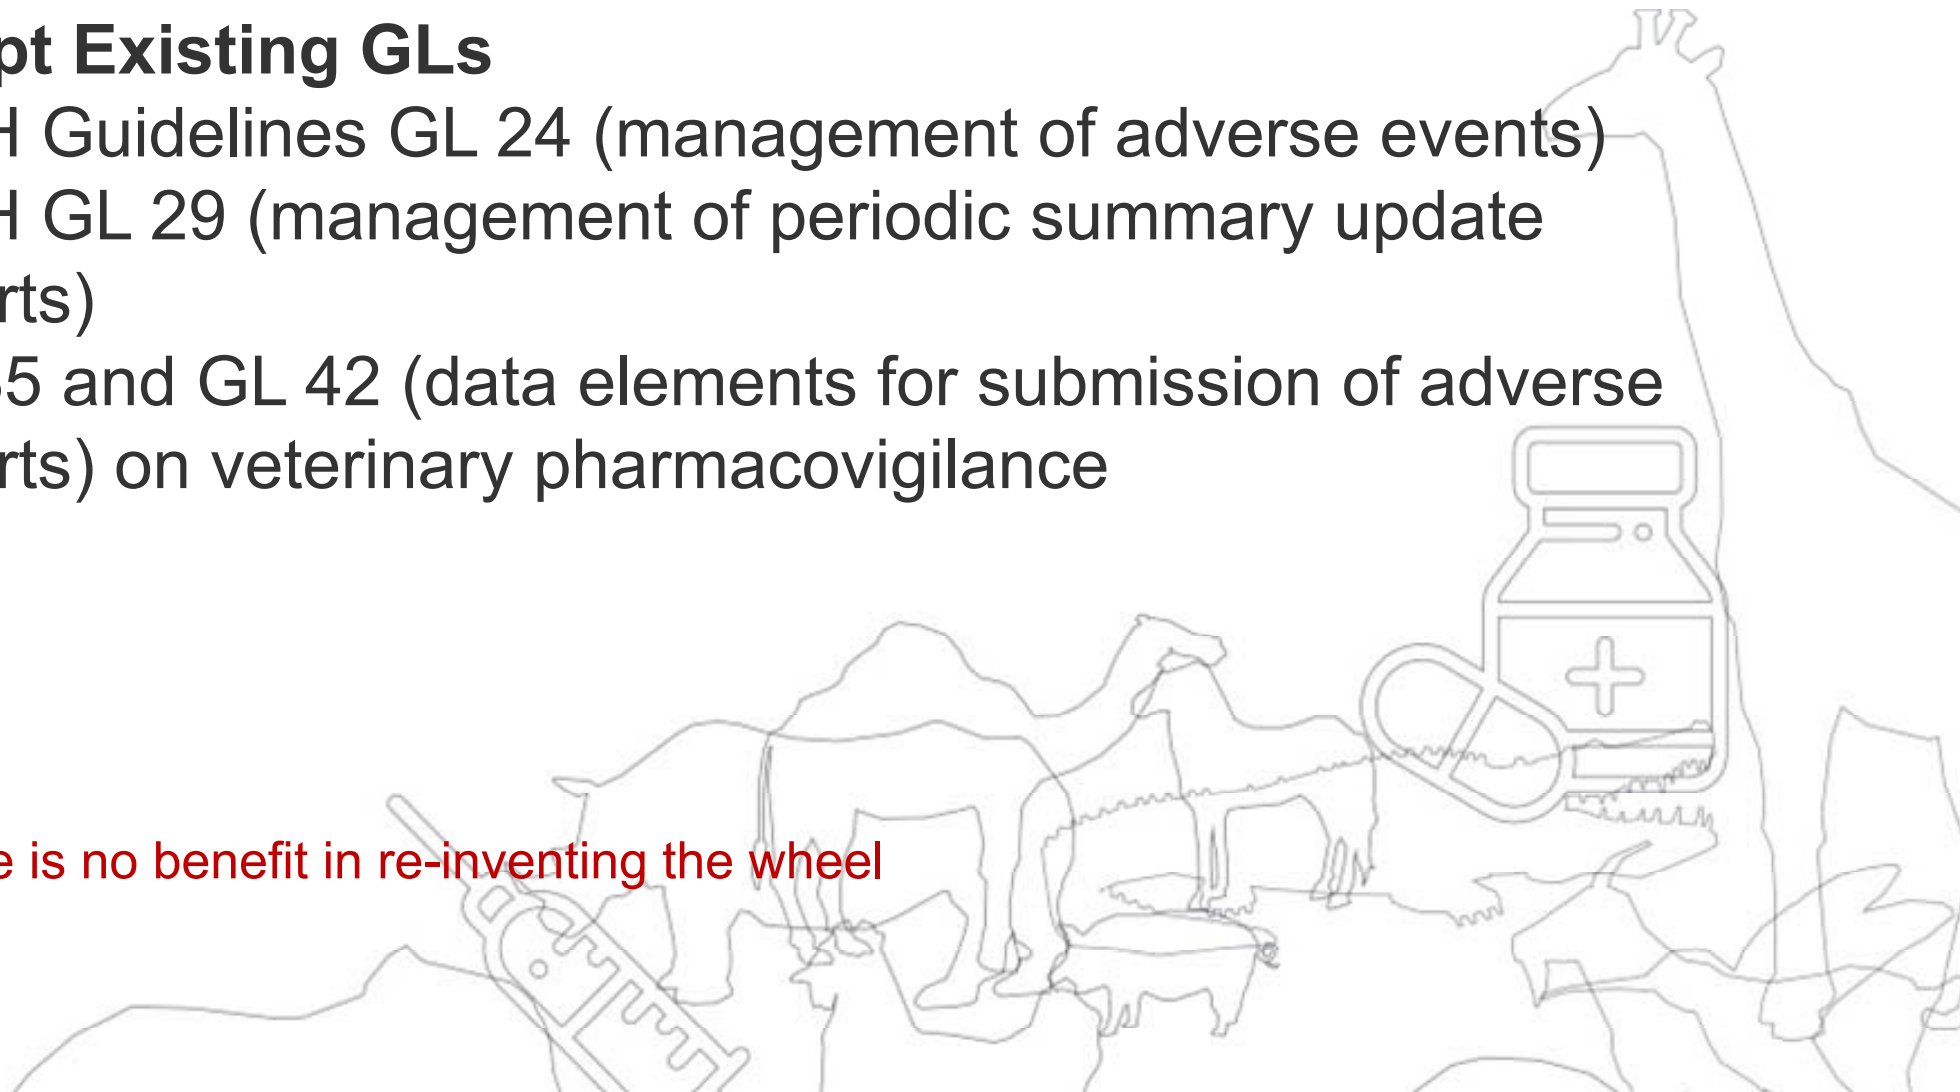 pt Existing GLs
H Guidelines GL 24 (management of adverse events)
H GL 29 (management of periodic summary update
rts)
35 and GL 42 (data elements for submission of adverse
rts) on veterinary pharmacovigilance
e is no benefit in re-inventing the wheel